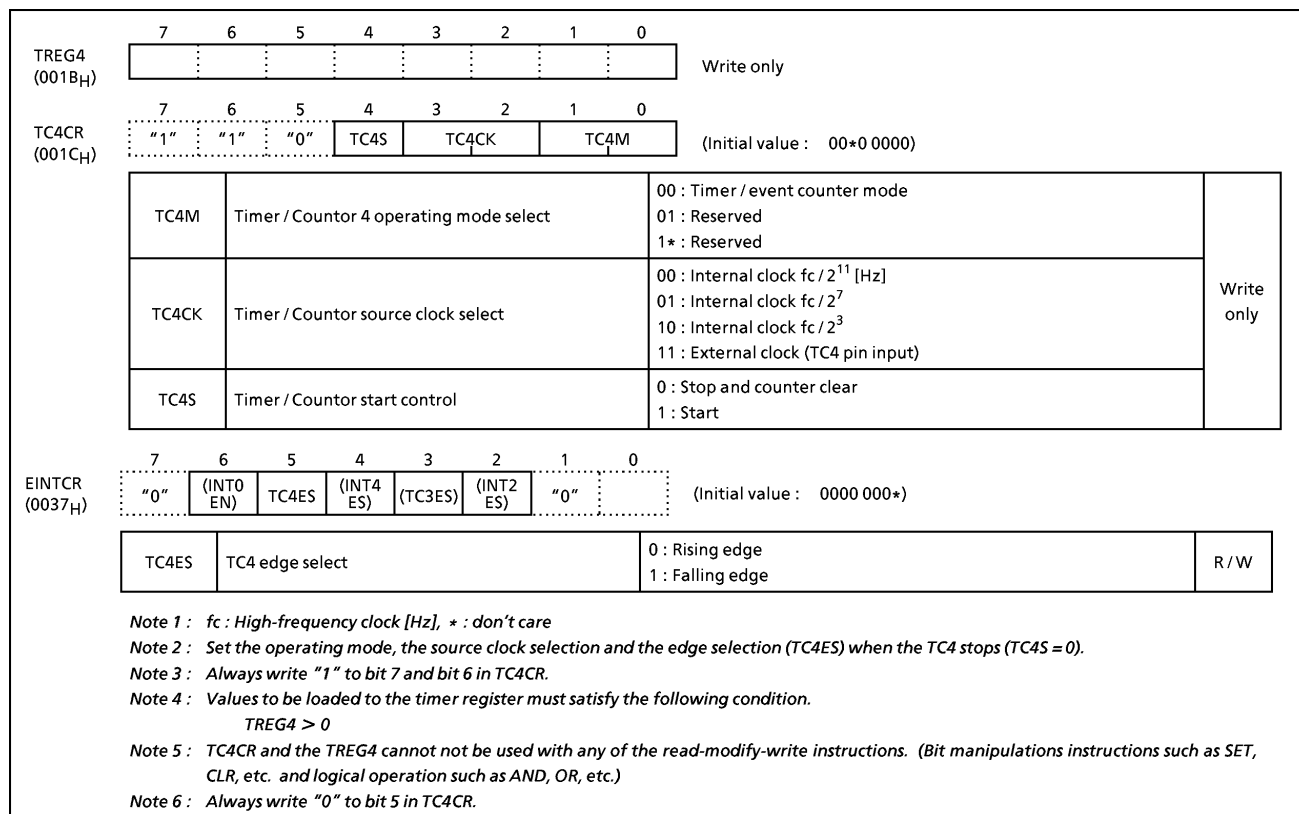 7 6 5 4 3 2 1 0
TREG4
(001BH)
Write only
7 6 5 4 3 2 1 0
TC4CR
(001CH)
“1” “1” “0” TC4S TC4CK TC4M
(Initial value : 00*0 0000)
TC4M
Timer / Countor 4 operating mode select
00 : Timer / event counter mode
01 : Reserved
1* : Reserved
TC4CK
Timer / Countor source clock select
00 : Internal clock fc / 2^11 [Hz]
01 : Internal clock fc / 2^7
10 : Internal clock fc / 2^3
11 : External clock (TC4 pin input)
TC4S
Timer / Countor start control
0 : Stop and counter clear
1 : Start
Write
only
7 6 5 4 3 2 1 0
EINTCR
(0037H)
“0” (INT0 EN) TC4ES (INT4 ES) (TC3ES) (INT2 ES) “0”
(Initial value : 0000 000*)
TC4ES
TC4 edge select
0 : Rising edge
1 : Falling edge
R / W
Note 1 : fc : High-frequency clock [Hz], * : don’t care
Note 2 : Set the operating mode, the source clock selection and the edge selection (TC4ES) when the TC4 stops (TC4S = 0).
Note 3 : Always write “1” to bit 7 and bit 6 in TC4CR.
Note 4 : Values to be loaded to the timer register must satisfy the following condition.
TREG4 > 0
Note 5 : TC4CR and the TREG4 cannot not be used with any of the read-modify-write instructions. (Bit manipulations instructions such as SET,
CLR, etc. and logical operation such as AND, OR, etc.)
Note 6 : Always write “0” to bit 5 in TC4CR.